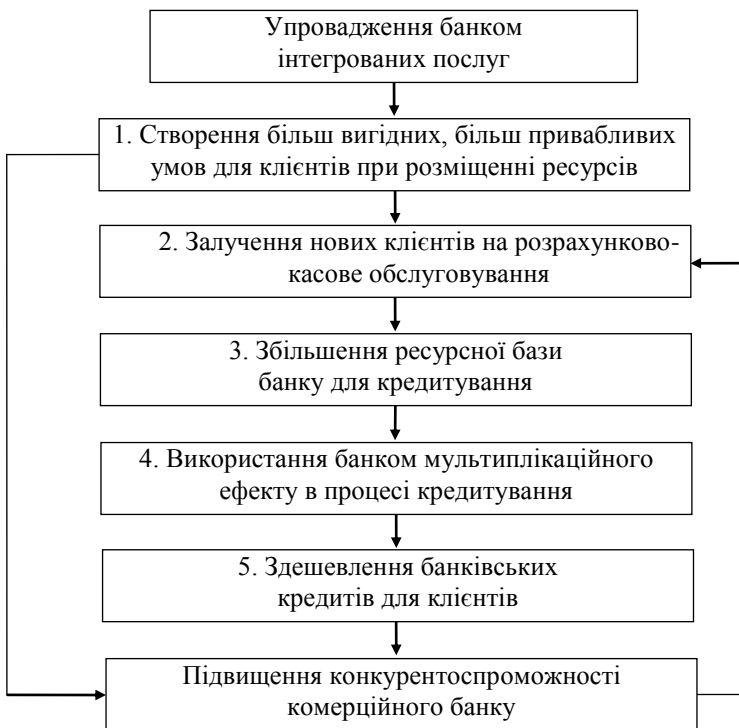 Упровадження банком
інтегрованих послуг
1. Створення більш вигідних, більш привабливих
умов для клієнтів при розміщенні ресурсів
2. Залучення нових клієнтів на розрахунково-
касове обслуговування
3. Збільшення ресурсної бази
банку для кредитування
4. Використання банком мультиплікаційного
ефекту в процесі кредитування
5. Здешевлення банківських
кредитів для клієнтів
Підвищення конкурентоспроможності
комерційного банку